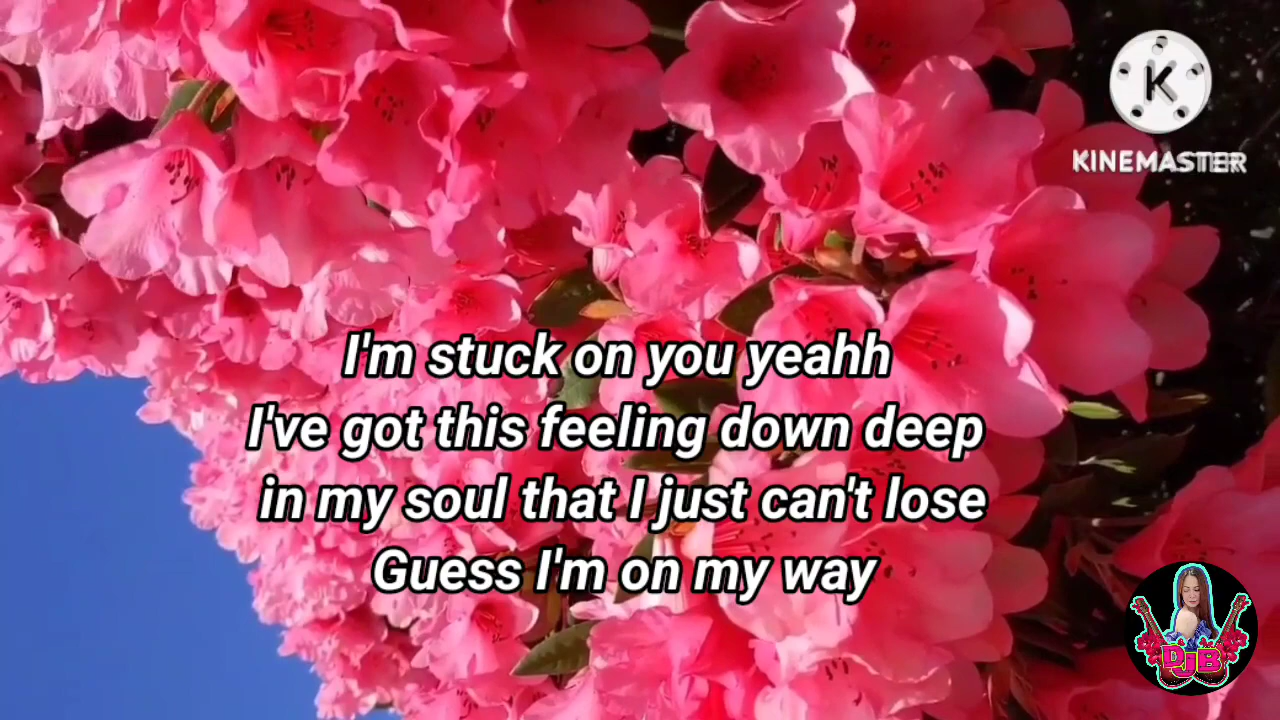 K
KINEMASTER
I'm stuck on you yeahh
I've got this feeling down deep
in my soul that I just can't lose
Guess I'm on my way
DJB